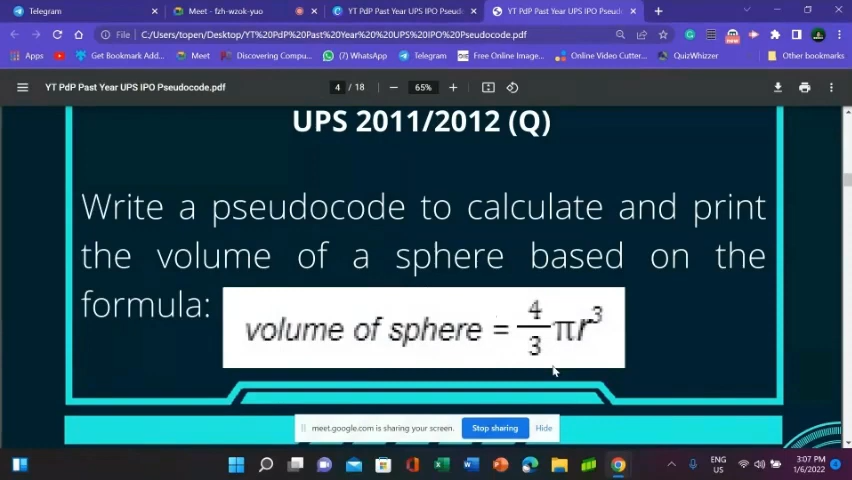 Telegram
Meet - fzh-wzok-yuo
YT PdP Past Year UPS IPO Pseudoc
YT PdP Past Year UPS IPO Pseudoc
File
C:/Users/topen/Desktop/YT%20PdP%20Past%20Year%20%20UPS%20IPO%20Pseudocode.pdf
Apps
Get Bookmark Add...
Meet
Discovering Compu...
(7) WhatsApp
Telegram
Free Online Image...
Online Video Cutter...
QuizWhizzer
Other bookmarks
YT PdP Past Year UPS IPO Pseudocode.pdf
4 / 18
65%
UPS 2011/2012 (Q)
Write a pseudocode to calculate and print
the volume of a sphere based on the
formula:
volume of sphere = 4/3 πr³
meet.google.com is sharing your screen.
Stop sharing
Hide
ENG
US
3:07 PM
1/6/2022